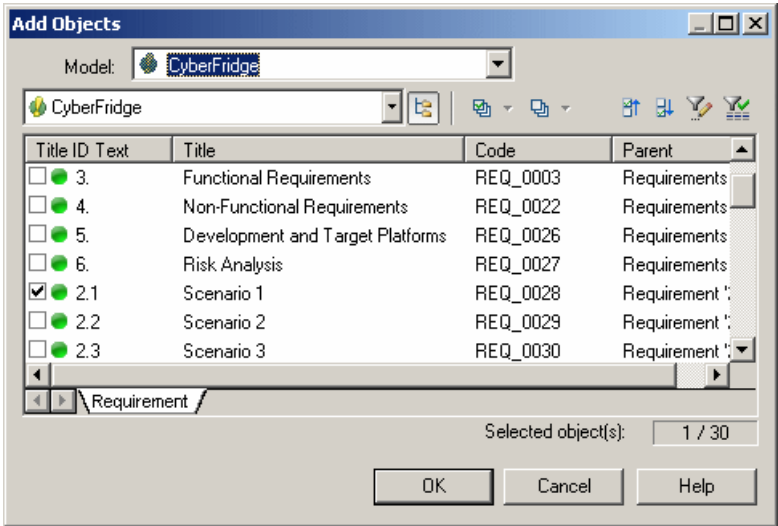 Add Objects
Model: CyberFridge
CyberFridge
Title ID Text Title Code Parent
3. Functional Requirements REQ_0003 Requirements
4. Non-Functional Requirements REQ_0022 Requirements
5. Development and Target Platforms REQ_0026 Requirements
6. Risk Analysis REQ_0027 Requirements
2.1 Scenario 1 REQ_0028 Requirement '
2.2 Scenario 2 REQ_0029 Requirement '
2.3 Scenario 3 REQ_0030 Requirement '
Requirement
Selected object(s): 1 / 30
OK Cancel Help